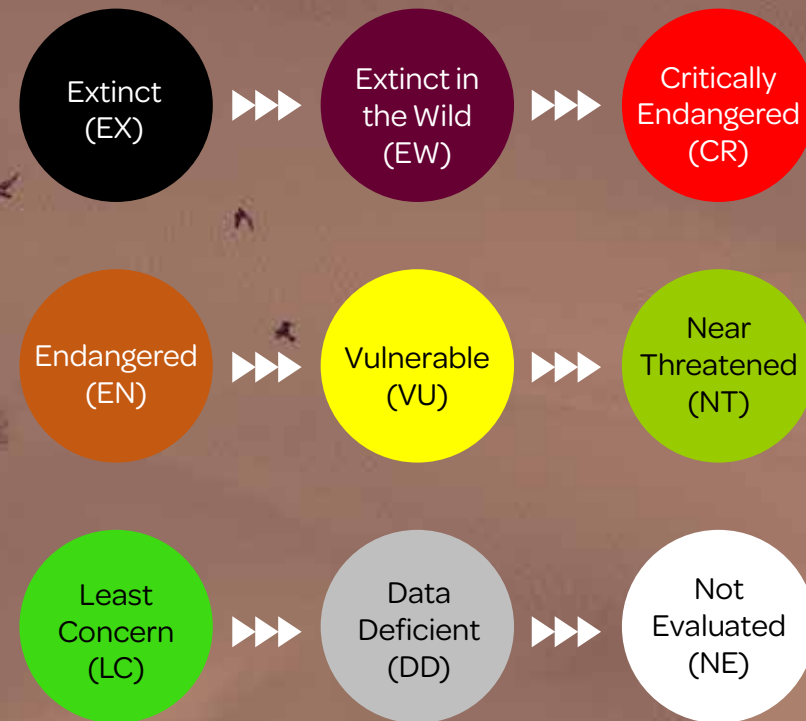 Extinct
(EX)
Extinct in
the Wild
(EW)
Critically
Endangered
(CR)
Endangered
(EN)
Vulnerable
(VU)
Near
Threatened
(NT)
Least
Concern
(LC)
Data
Deficient
(DD)
Not
Evaluated
(NE)